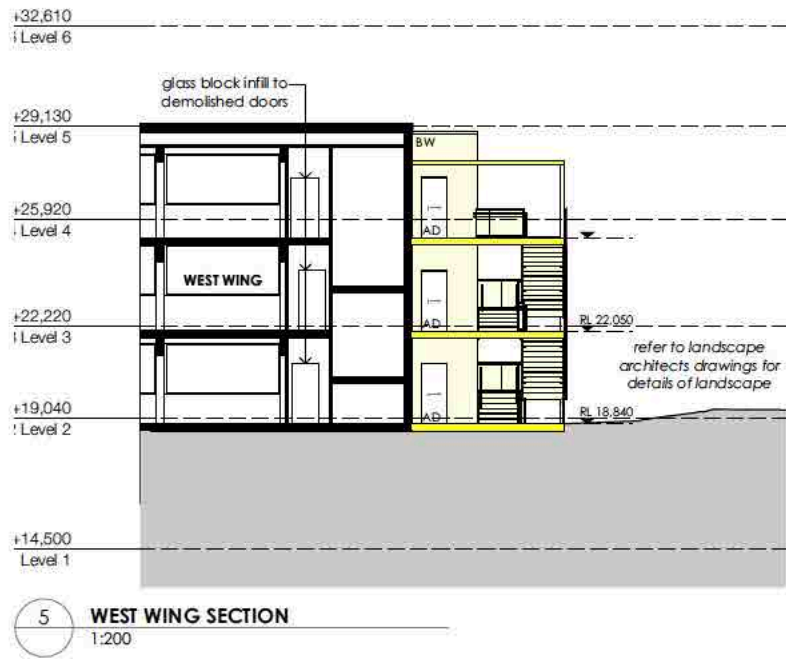 +32,610
Level 6
glass block infill to
demolished doors
+29,130
Level 5
BW
+25,920
Level 4
AD
WEST WING
AD
+22,220
Level 3
RL 22.050
refer to landscape
architects drawings for
details of landscape
+19,040
2 Level 2
AD
RL 18.840
+14,500
Level 1
5 WEST WING SECTION
1:200